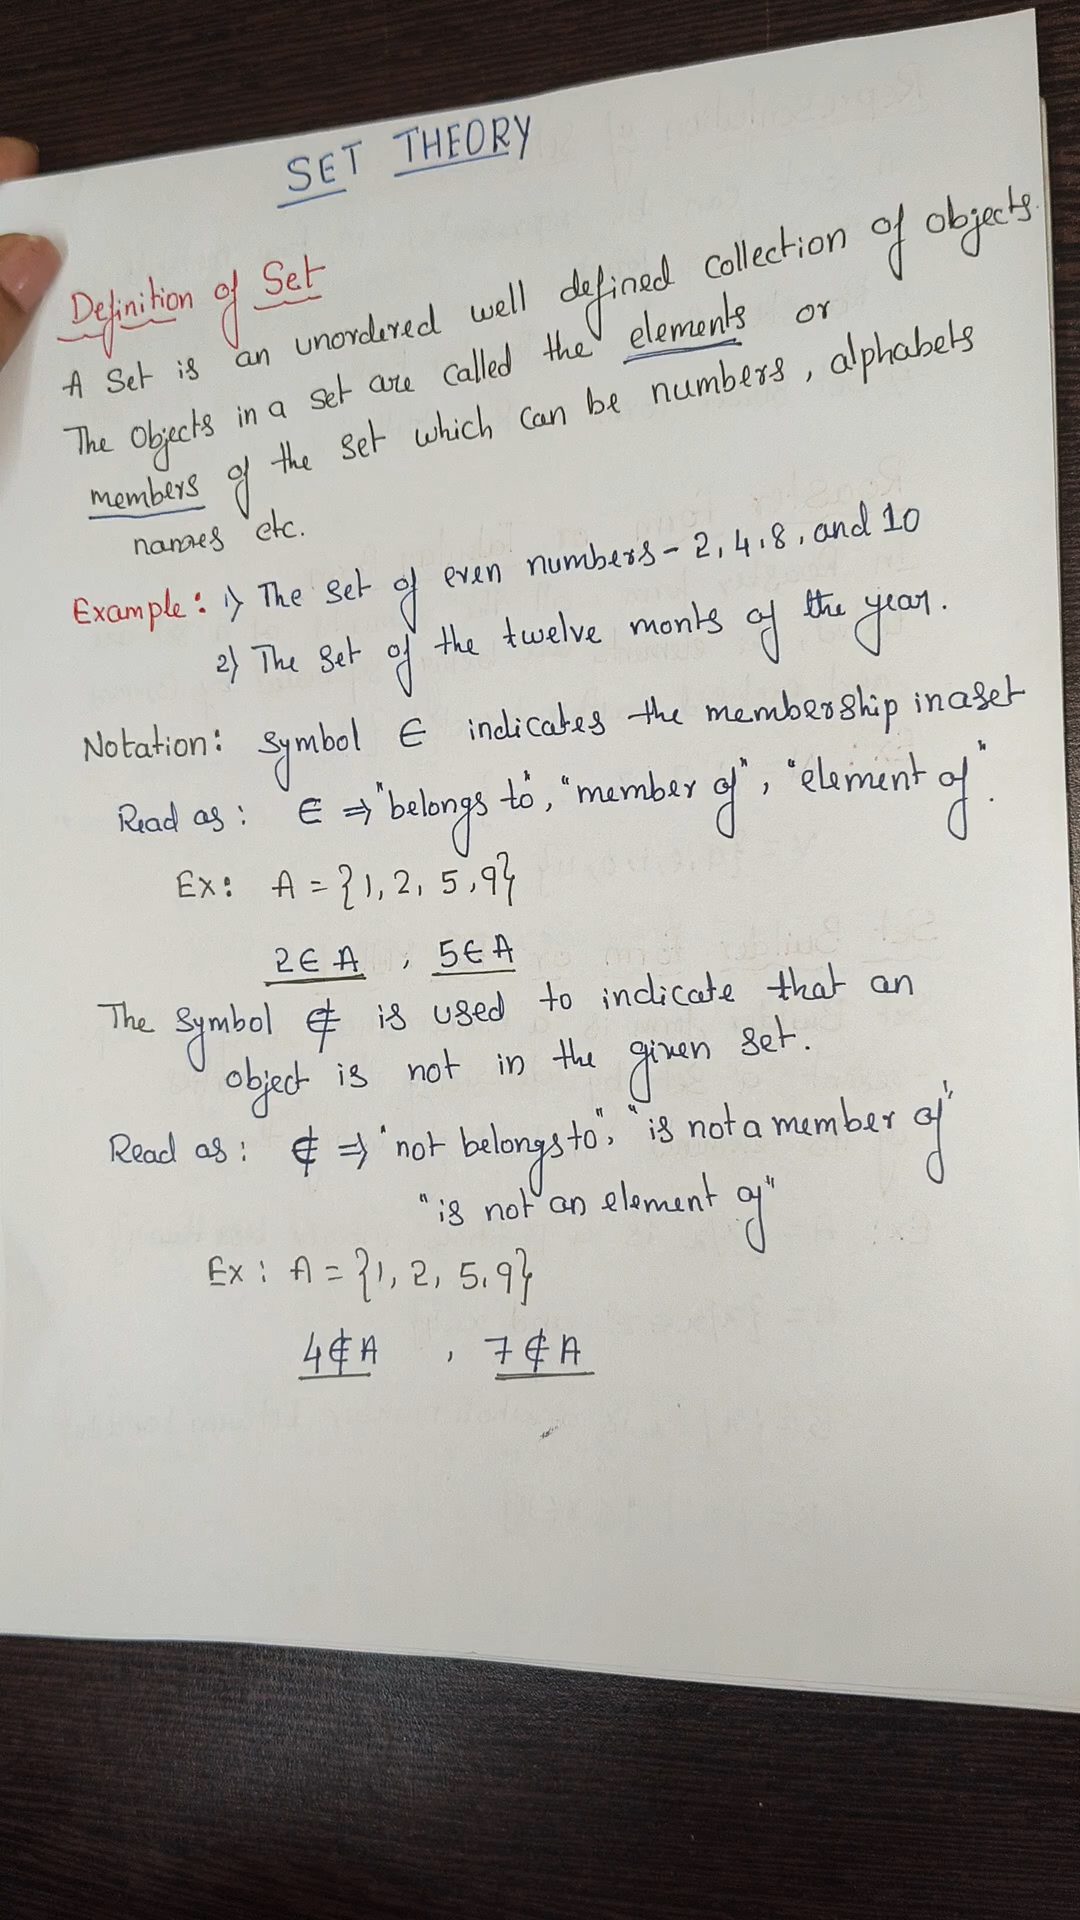 SET THEORY
Definition of Set
A Set is an unordered well defined collection of objects.
The Objects in a set are called the elements or
members of the set which can be numbers, alphabets
names etc.
Example: 1) The set of even numbers - 2, 4, 8, and 10
2) The set of the twelve monts of the year.
Notation: Symbol ∈ indicates the membership in a set
Read as: ∈ ⇒ "belongs to", "member of", "element of".
Ex: A = {1, 2, 5, 9}
2 ∈ A , 5 ∈ A
The Symbol ∉ is used to indicate that an
object is not in the given set.
Read as: ∉ ⇒ "not belongs to", "is not a member of"
"is not an element of"
Ex: A = {1, 2, 5, 9}
4 ∉ A , 7 ∉ A